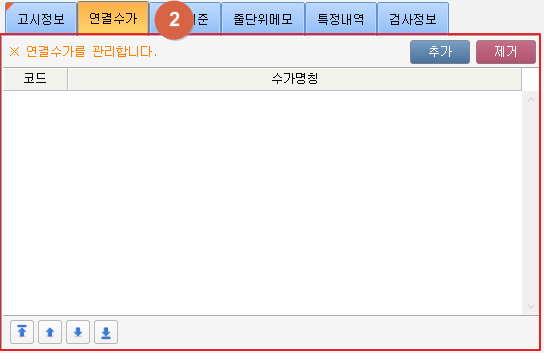 고시정보 연결수가 2 준 줄단위메모 특정내역 검사정보
※ 연결수가를 관리합니다. 추가 제거
코드 수가명칭